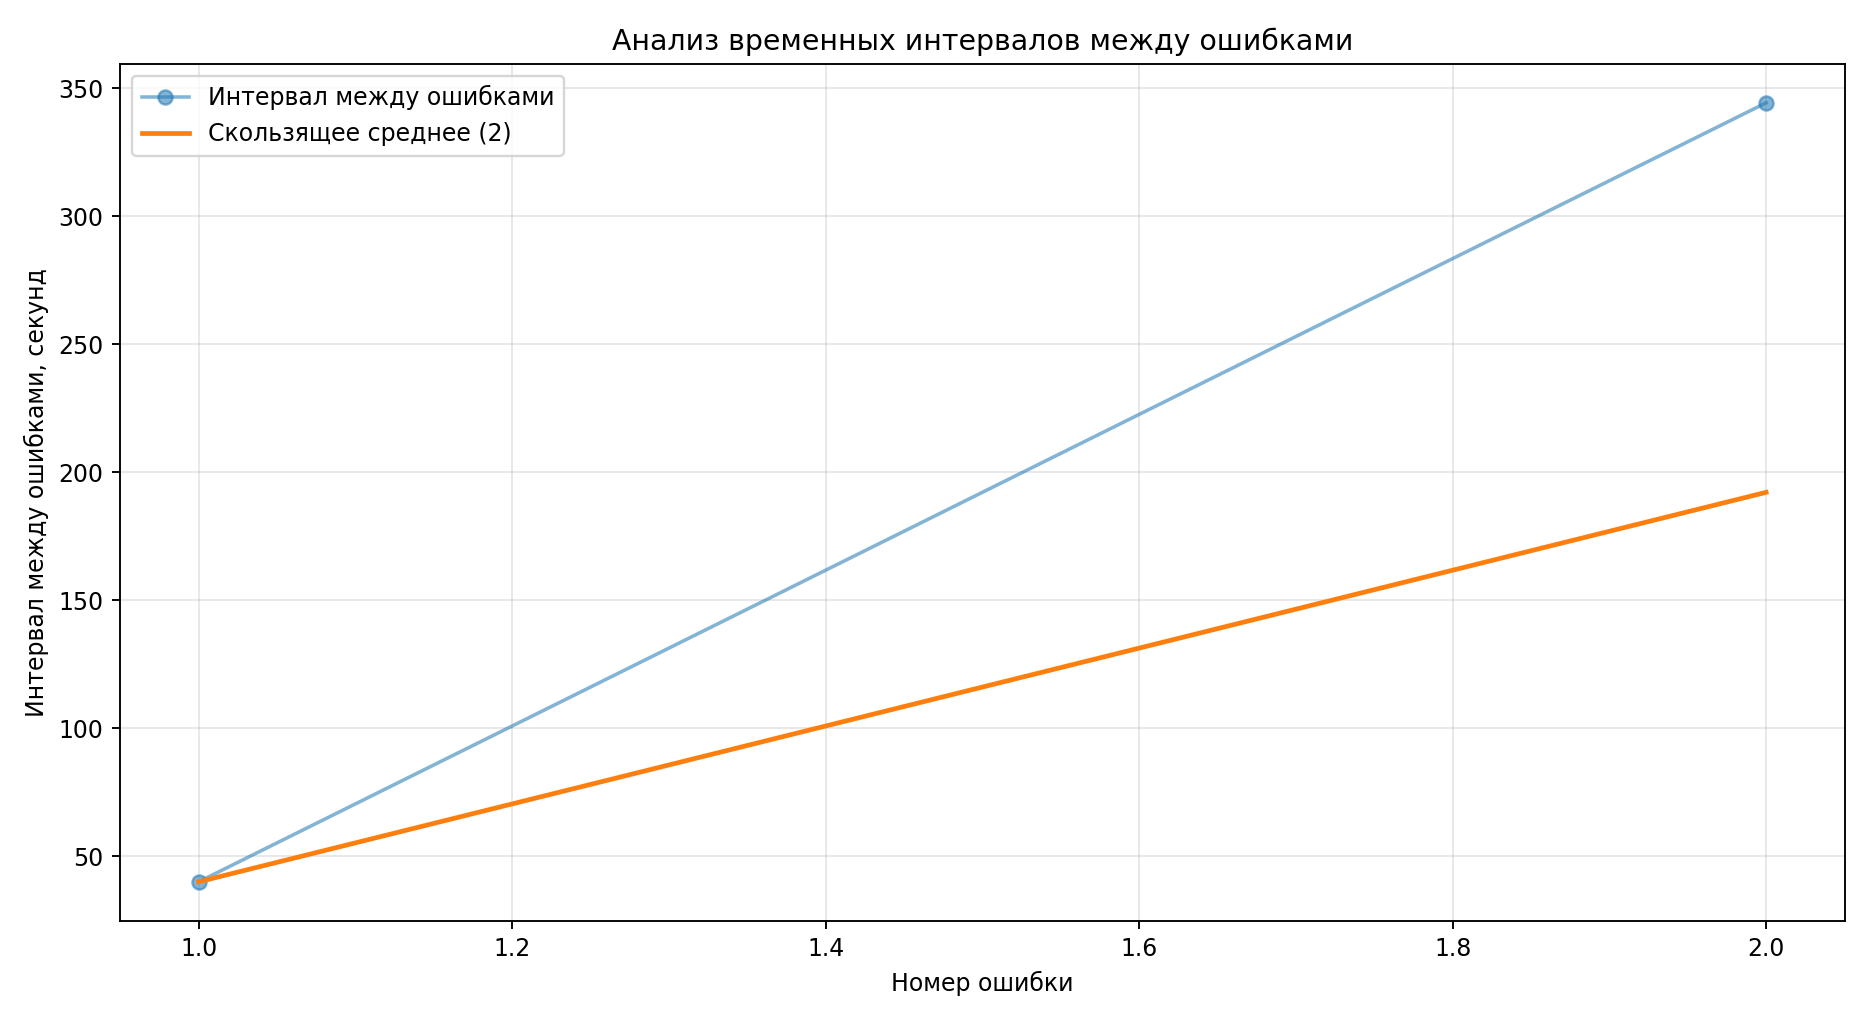 Анализ временных интервалов между ошибками
Интервал между ошибками
Скользящее среднее (2)
Интервал между ошибками, секунд
350
300
250
200
150
100
50
1.0 1.2 1.4 1.6 1.8 2.0
Номер ошибки